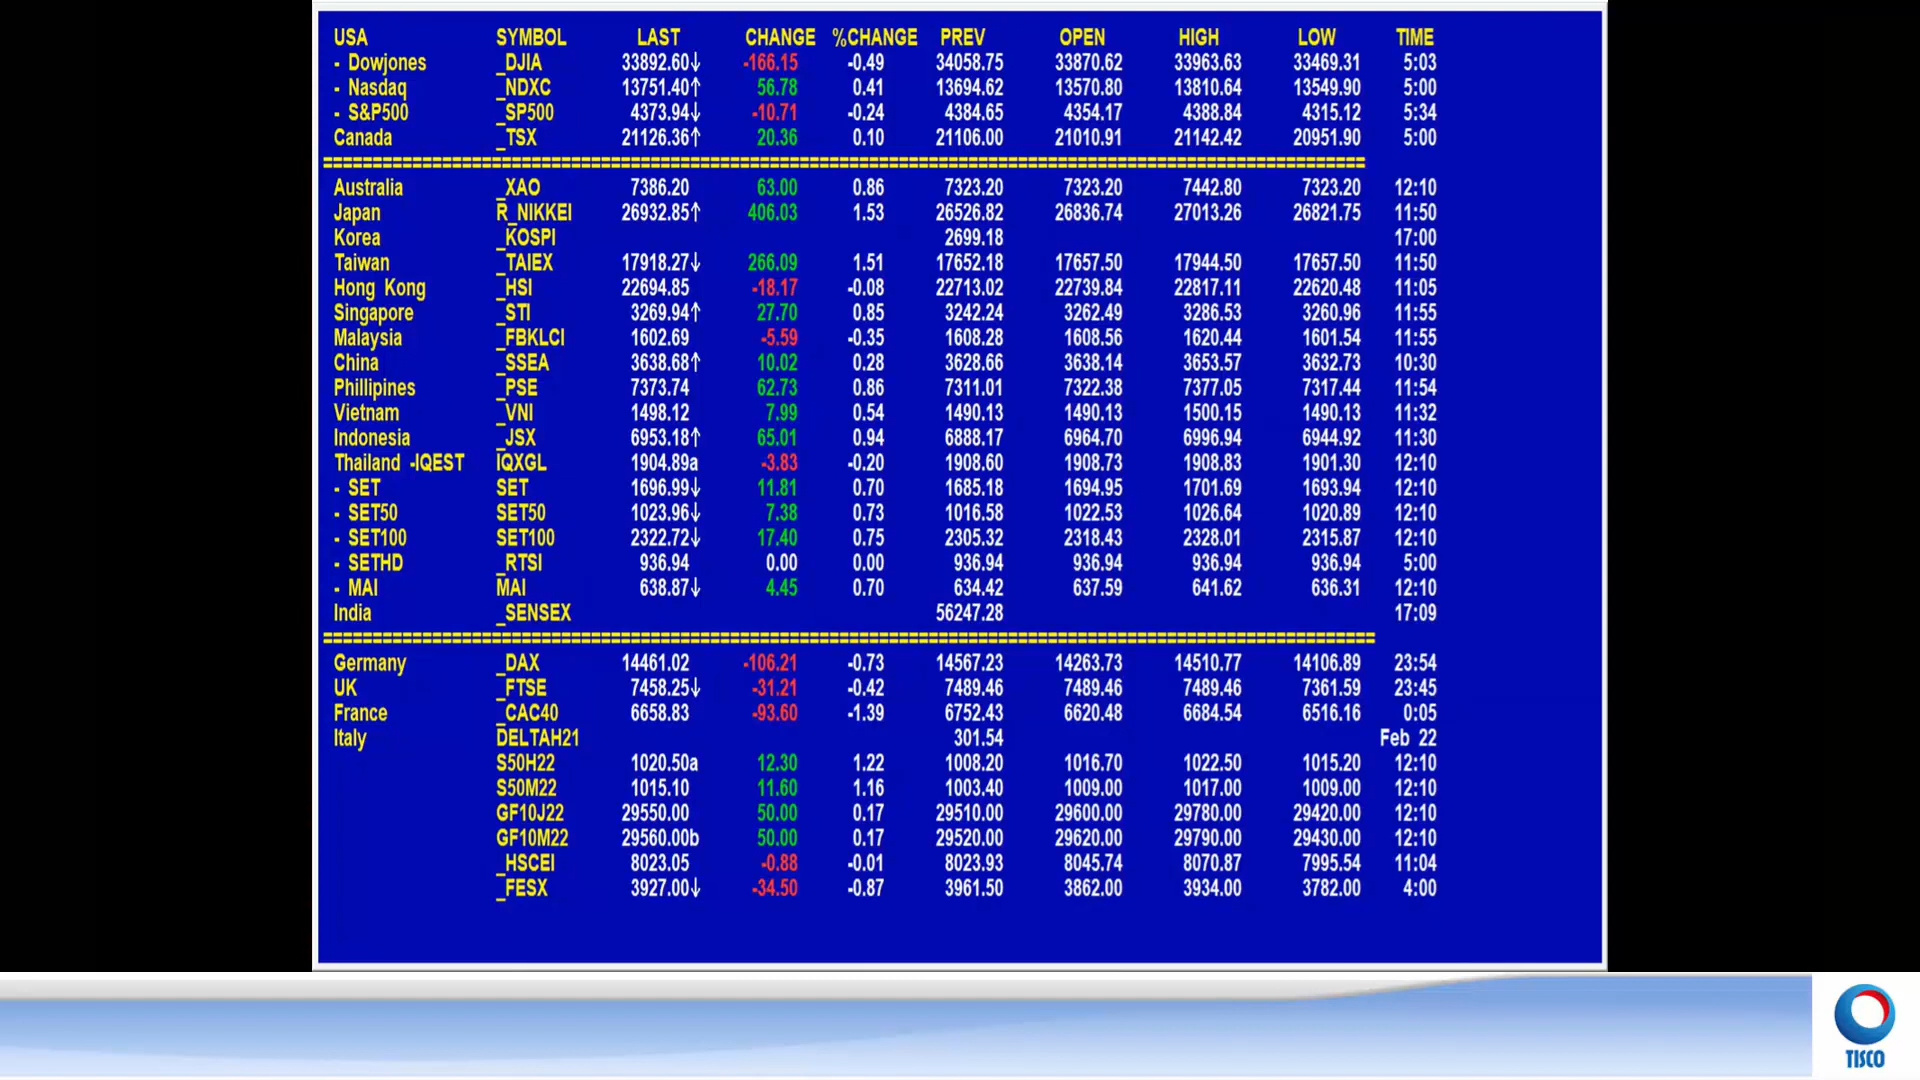 USA SYMBOL LAST CHANGE %CHANGE PREV OPEN HIGH LOW TIME
- Dowjones _DJIA 33892.60↓ -166.15 -0.49 34058.75 33870.62 33963.63 33469.31 5:03
- Nasdaq _NDXC 13751.40↑ 56.78 0.41 13694.62 13570.80 13810.64 13549.90 5:00
- S&P500 _SP500 4373.94↓ -10.71 -0.24 4384.65 4354.17 4388.84 4315.12 5:34
Canada _TSX 21126.36↑ 20.36 0.10 21106.00 21010.91 21142.42 20951.90 5:00
Australia _XAO 7386.20 63.00 0.86 7323.20 7323.20 7442.80 7323.20 12:10
Japan R_NIKKEI 26932.85↑ 406.03 1.53 26526.82 26836.74 27013.26 26821.75 11:50
Korea _KOSPI 2699.18 17:00
Taiwan _TAIEX 17918.27↓ 266.09 1.51 17652.18 17657.50 17944.50 17657.50 11:50
Hong Kong _HSI 22694.85 -18.17 -0.08 22713.02 22739.84 22817.11 22620.48 11:05
Singapore _STI 3269.94↑ 27.70 0.85 3242.24 3262.49 3286.53 3260.96 11:55
Malaysia _FBKLCI 1602.69 -5.59 -0.35 1608.28 1608.56 1620.44 1601.54 11:55
China _SSEA 3638.68↑ 10.02 0.28 3628.66 3638.14 3653.57 3632.73 10:30
Phillipines _PSE 7373.74 62.73 0.86 7311.01 7322.38 7377.05 7317.44 11:54
Vietnam _VNI 1498.12 7.99 0.54 1490.13 1490.13 1500.15 1490.13 11:32
Indonesia _JSX 6953.18↑ 65.01 0.94 6888.17 6964.70 6996.94 6944.92 11:30
Thailand -IQEST IQXGL 1904.89a -3.83 -0.20 1908.60 1908.73 1908.83 1901.30 12:10
- SET SET 1696.99↓ 11.81 0.70 1685.18 1694.95 1701.69 1693.94 12:10
- SET50 SET50 1023.96↓ 7.38 0.73 1016.58 1022.53 1026.64 1020.89 12:10
- SET100 SET100 2322.72↓ 17.40 0.75 2305.32 2318.43 2328.01 2315.87 12:10
- SETHD _RTSI 936.94 0.00 0.00 936.94 936.94 936.94 936.94 5:00
- MAI MAI 638.87↓ 4.45 0.70 634.42 637.59 641.62 636.31 12:10
India _SENSEX 56247.28 17:09
Germany _DAX 14461.02 -106.21 -0.73 14567.23 14263.73 14510.77 14106.89 23:54
UK _FTSE 7458.25↓ -31.21 -0.42 7489.46 7489.46 7489.46 7361.59 23:45
France _CAC40 6658.83 -93.60 -1.39 6752.43 6620.48 6684.54 6516.16 0:05
Italy DELTAH21 301.54 Feb 22
S50H22 1020.50a 12.30 1.22 1008.20 1016.70 1022.50 1015.20 12:10
S50M22 1015.10 11.60 1.16 1003.40 1009.00 1017.00 1009.00 12:10
GF10J22 29550.00 50.00 0.17 29510.00 29600.00 29780.00 29420.00 12:10
GF10M22 29560.00b 50.00 0.17 29520.00 29620.00 29790.00 29430.00 12:10
_HSCEI 8023.05 -0.88 -0.01 8023.93 8045.74 8070.87 7995.54 11:04
_FESX 3927.00↓ -34.50 -0.87 3961.50 3862.00 3934.00 3782.00 4:00
TISCO